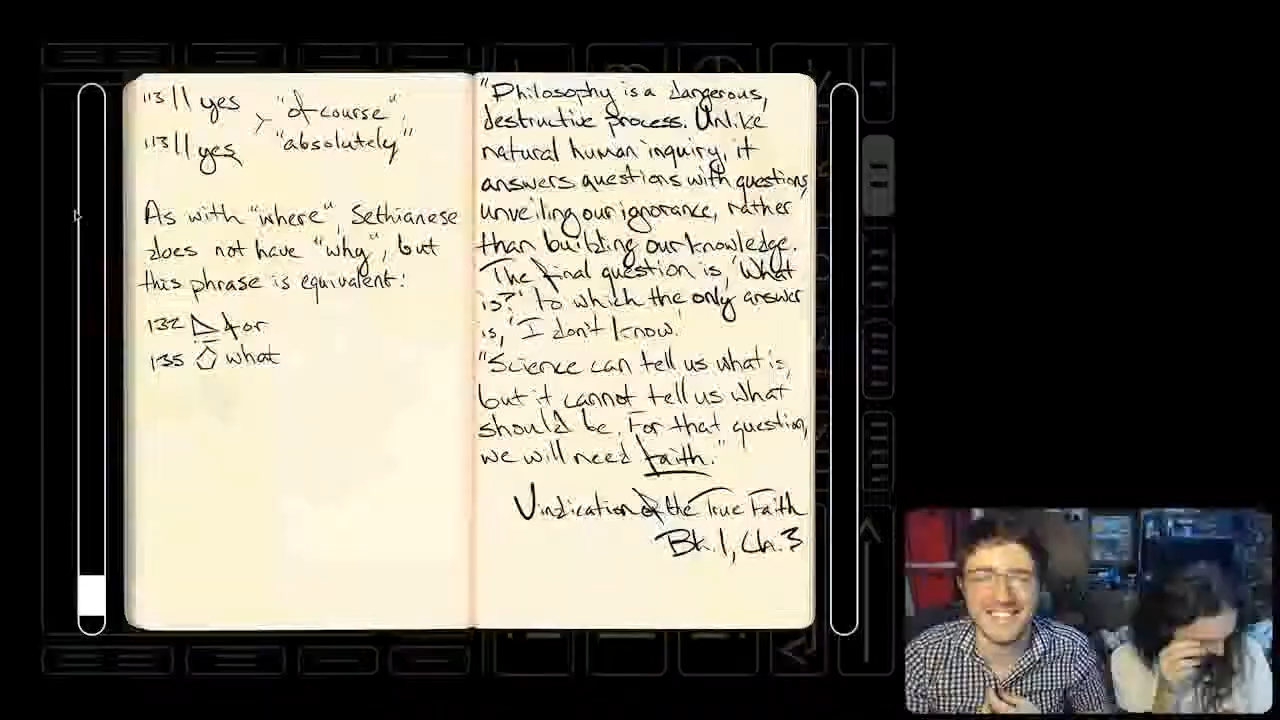 113 || yes
"of course",
113 || yes
"absolutely"
As with "where", Sethianese
does not have "why", but
this phrase is equivalent:
132 for
135 what
"Philosophy is a dangerous,
destructive process. Unlike
natural human inquiry, it
answers questions with questions,
unveiling our ignorance, rather
than building our knowledge.
The final question is, 'What
is?' to which the only answer
is, 'I don't know.'
"Science can tell us what is,
but it cannot tell us what
should be. For that question,
we will need faith."
Vindication of the True Faith
Bk. 1, Ch. 3